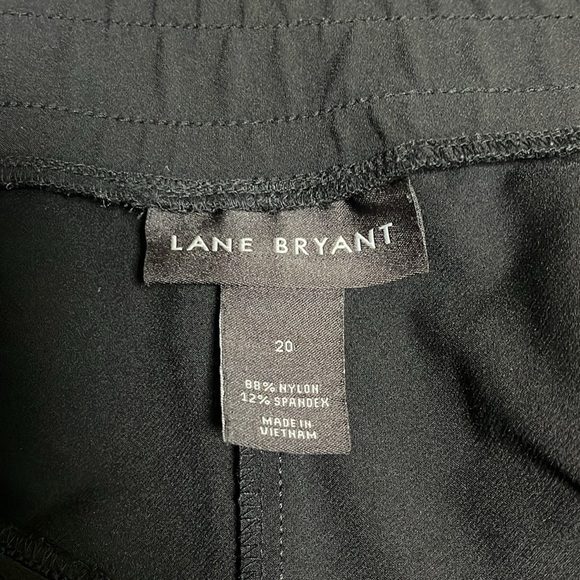 LANE BRYANT
20
88% NYLON
12% SPANDEX
MADE IN
VIETNAM